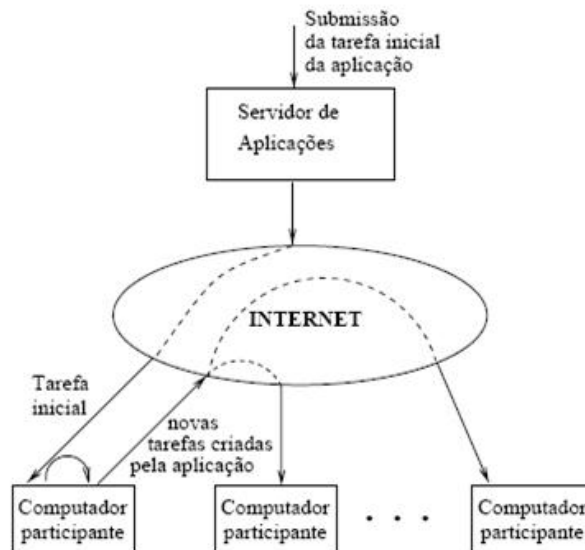 Submissão
da tarefa inicial
da aplicação
Servidor de
Aplicações
INTERNET
Tarefa
inicial
novas
tarefas criadas
pela aplicação
Computador
participante
Computador
participante
. . .
Computador
participante